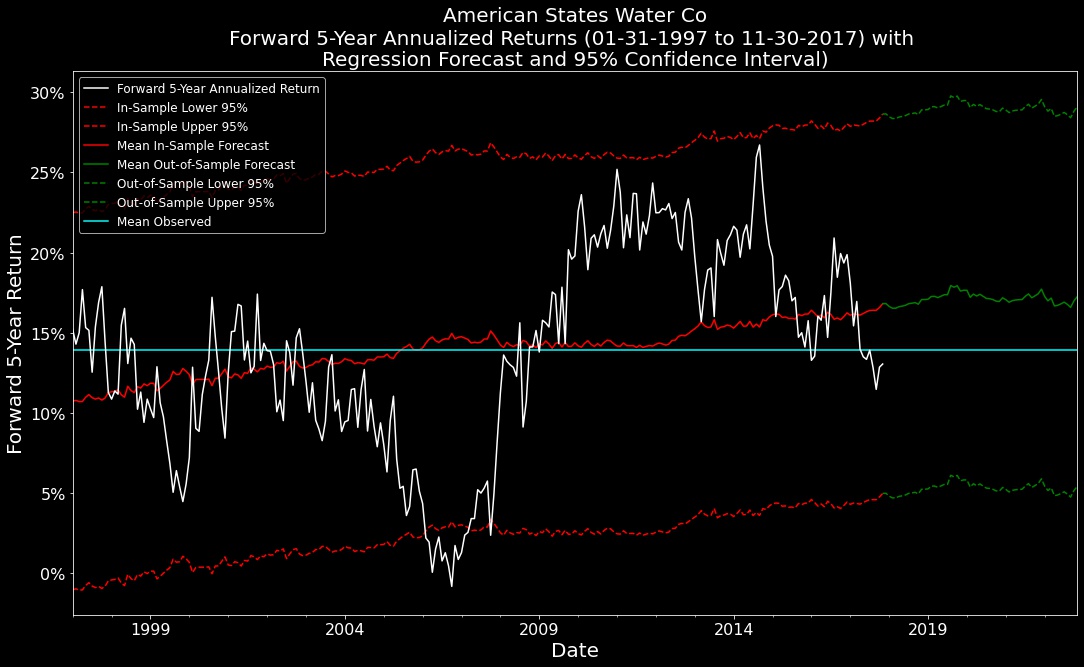 American States Water Co
Forward 5-Year Annualized Returns (01-31-1997 to 11-30-2017) with
Regression Forecast and 95% Confidence Interval)
Forward 5-Year Return
30%
25%
20%
15%
10%
5%
0%
Forward 5-Year Annualized Return
In-Sample Lower 95%
In-Sample Upper 95%
Mean In-Sample Forecast
Mean Out-of-Sample Forecast
Out-of-Sample Lower 95%
Out-of-Sample Upper 95%
Mean Observed
1999
2004
2009
2014
2019
Date